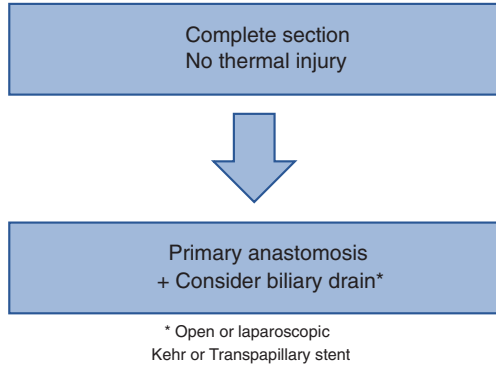 Complete section
No thermal injury
Primary anastomosis
+ Consider biliary drain*
* Open or laparoscopic
Kehr or Transpapillary stent